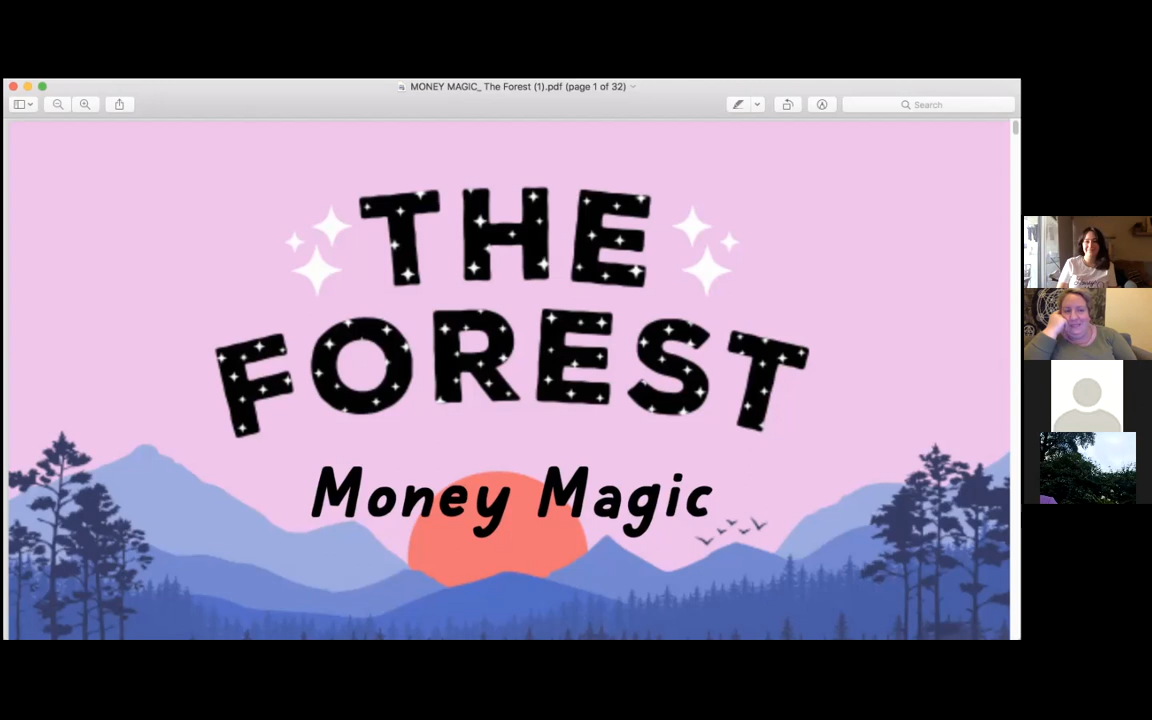 MONEY MAGIC_ The Forest (1).pdf (page 1 of 32)
Search
THE
FOREST
Money Magic